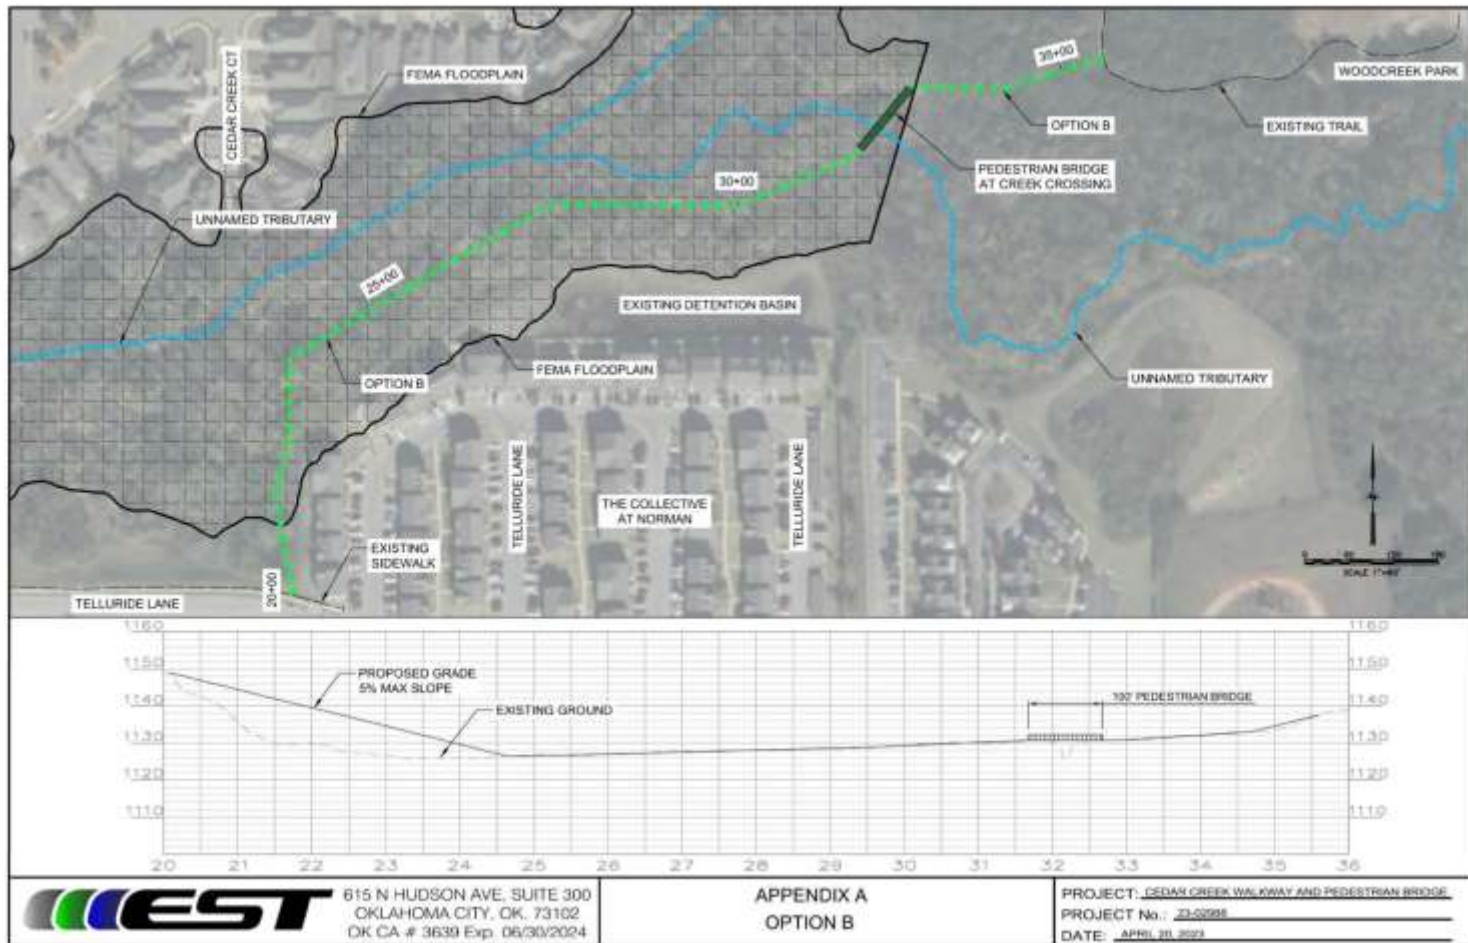 FEMA FLOODPLAIN
CEDAR CREEK CT
UNNAMED TRIBUTARY
35+00
WOODCREEK PARK
OPTION B
EXISTING TRAIL
PEDESTRIAN BRIDGE
AT CREEK CROSSING
30+00
25+00
EXISTING DETENTION BASIN
OPTION B
FEMA FLOODPLAIN
UNNAMED TRIBUTARY
TELLURIDE LANE
THE COLLECTIVE
AT NORMAN
TELLURIDE LANE
EXISTING
SIDEWALK
20+00
TELLURIDE LANE
1160
1150
1140
1130
1120
1110
PROPOSED GRADE
5% MAX SLOPE
EXISTING GROUND
100' PEDESTRIAN BRIDGE
1160
1150
1140
1130
1120
1110
20 21 22 23 24 25 26 27 28 29 30 31 32 33 34 35 36
EST
615 N HUDSON AVE, SUITE 300
OKLAHOMA CITY, OK. 73102
OK CA # 3639 Exp. 06/30/2024
APPENDIX A
OPTION B
PROJECT: CEDAR CREEK WALKWAY AND PEDESTRIAN BRIDGE
PROJECT No.:
DATE: APRIL 20, 2023